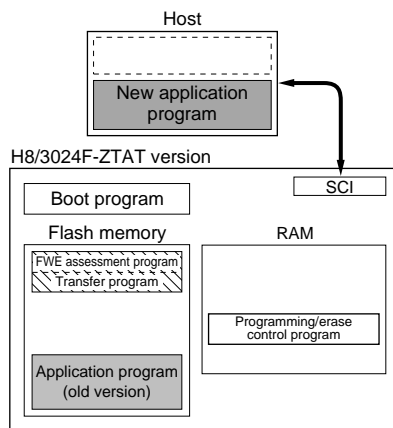 Host
New application
program
H8/3024F-ZTAT version
SCI
Boot program
Flash memory
RAM
FWE assessment program
Transfer program
Programming/erase
control program
Application program
(old version)